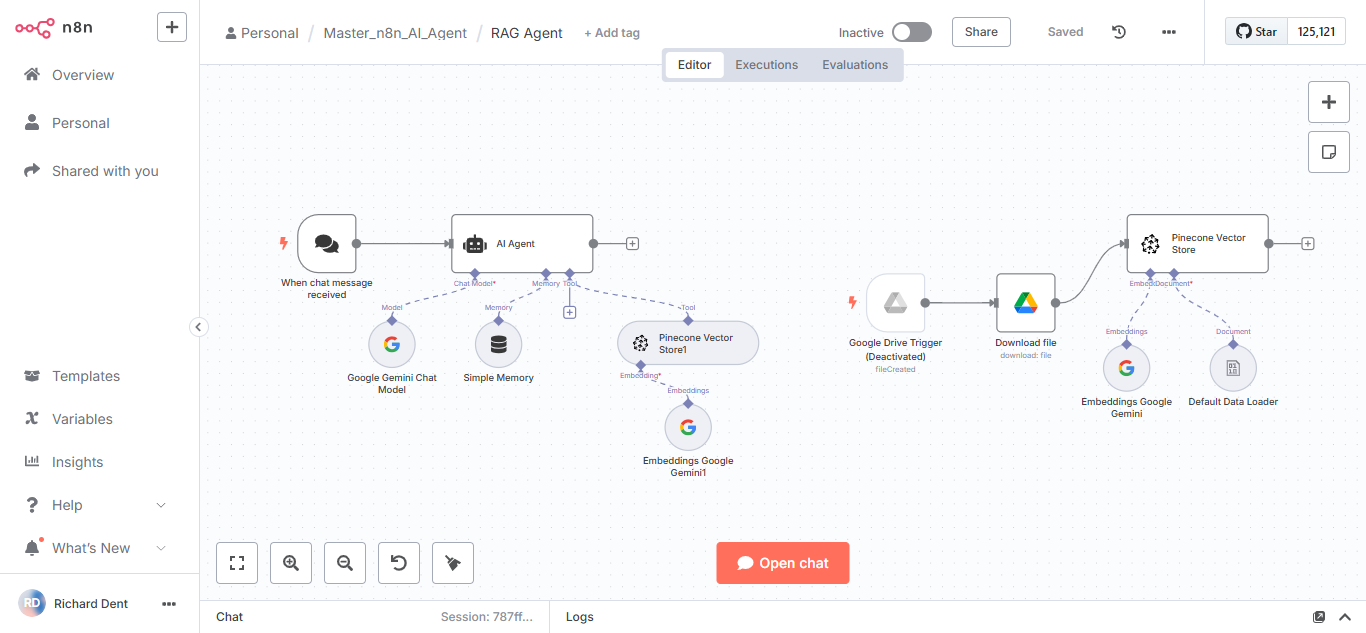 n8n
Personal / Master_n8n_AI_Agent / RAG Agent + Add tag
Inactive
Share
Saved
Star 125,121
Editor Executions Evaluations
Overview
Personal
Shared with you
Templates
Variables
Insights
Help
What's New
RD Richard Dent
When chat message
received
AI Agent
Chat Model*
Memory
Tool
Model
Google Gemini Chat
Model
Memory
Simple Memory
Tool
Pinecone Vector
Store1
Embedding*
Embeddings
Embeddings Google
Gemini1
Google Drive Trigger
(Deactivated)
fileCreated
Download file
download: file
Pinecone Vector
Store
Document*
Embeddings
Embeddings Google
Gemini
Document
Default Data Loader
Open chat
Chat
Session: 787ff...
Logs